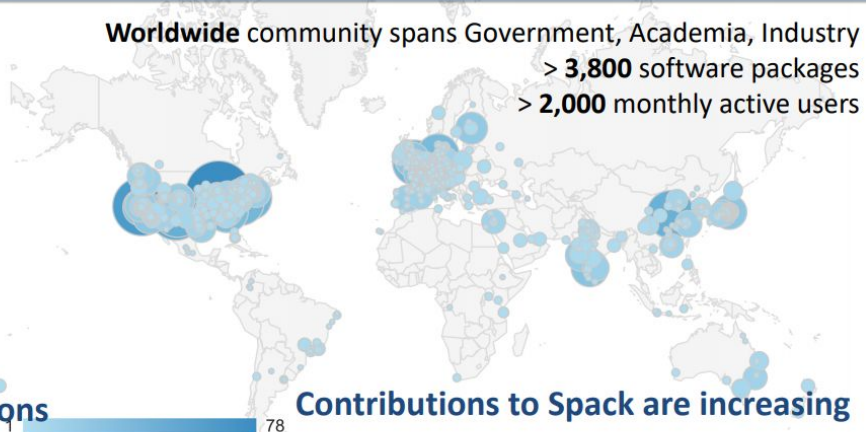 Worldwide community spans Government, Academia, Industry
> 3,800 software packages
> 2,000 monthly active users
ons
1 78
Contributions to Spack are increasing